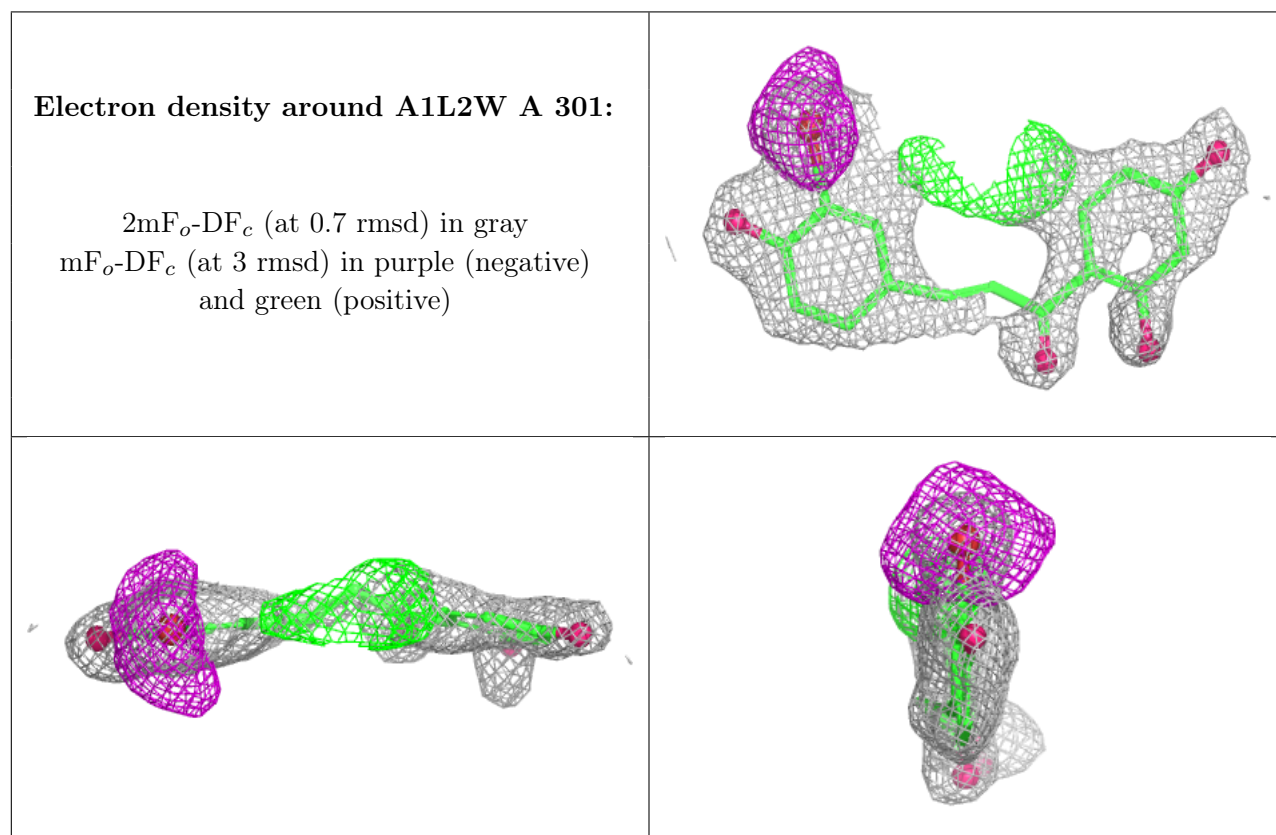 Electron density around A1L2W A 301:
2mFo-DFc (at 0.7 rmsd) in gray
mFo-DFc (at 3 rmsd) in purple (negative)
and green (positive)